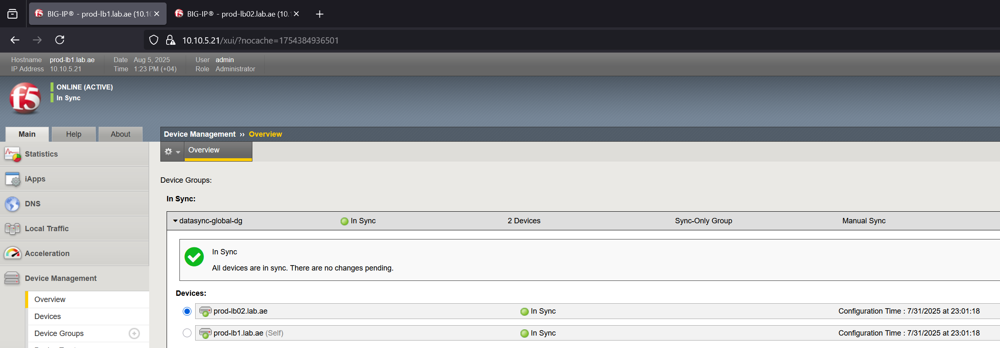 BIG-IP® - prod-lb1.lab.ae (10.10
BIG-IP® - prod-lb02.lab.ae (10.1
10.10.5.21/xui/?nocache=1754384936501
Hostname prod-lb1.lab.ae Date Aug 5, 2025 User admin
IP Address 10.10.5.21 Time 1:23 PM (+04) Role Administrator
f5
ONLINE (ACTIVE)
In Sync
Main Help About
Device Management ›› Overview
Overview
Statistics
iApps
DNS
Local Traffic
Acceleration
Device Management
Overview
Devices
Device Groups
Device Groups:
In Sync:
datasync-global-dg In Sync 2 Devices Sync-Only Group Manual Sync
In Sync
All devices are in sync. There are no changes pending.
Devices:
prod-lb02.lab.ae In Sync Configuration Time : 7/31/2025 at 23:01:18
prod-lb1.lab.ae (Self) In Sync Configuration Time : 7/31/2025 at 23:01:18